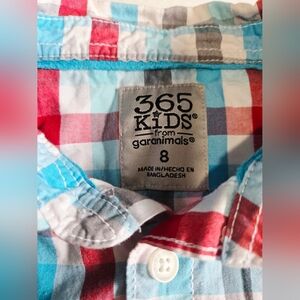 365
KiDS
from
garanimals®
8
MADE IN/HECHO EN
BANGLADESH